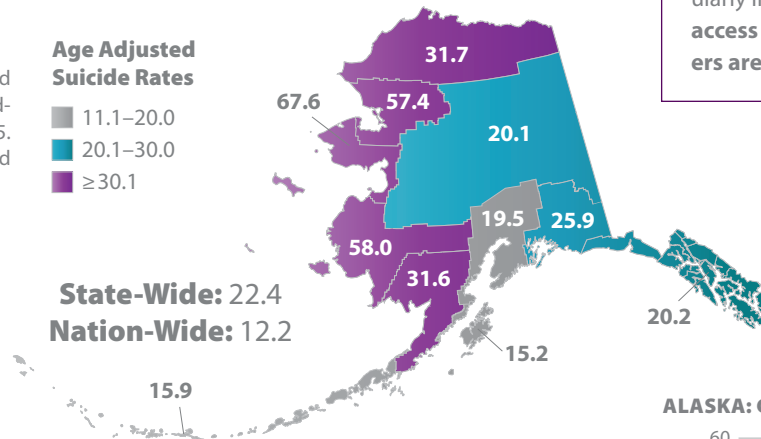 diarly i
access
ers are
d
d-
5.
d
Age Adjusted
Suicide Rates
11.1–20.0
20.1–30.0
≥30.1
31.7
67.6
57.4
20.1
19.5
25.9
58.0
31.6
State-Wide: 22.4
Nation-Wide: 12.2
20.2
15.2
15.9
ALASKA:
60